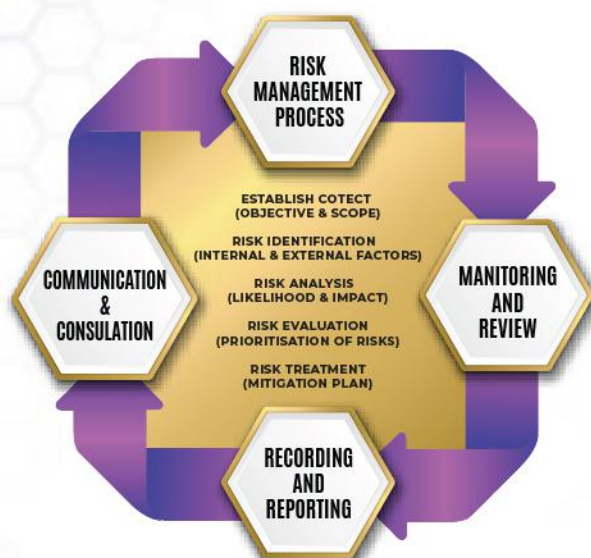 RISK
MANAGEMENT
PROCESS
ESTABLISH COTECT
(OBJECTIVE & SCOPE)
RISK IDENTIFICATION
(INTERNAL & EXTERNAL FACTORS)
RISK ANALYSIS
(LIKELIHOOD & IMPACT)
RISK EVALUATION
(PRIORITISATION OF RISKS)
RISK TREATMENT
(MITIGATION PLAN)
COMMUNICATION
&
CONSULATION
MANITORING
AND
REVIEW
RECORDING
AND
REPORTING